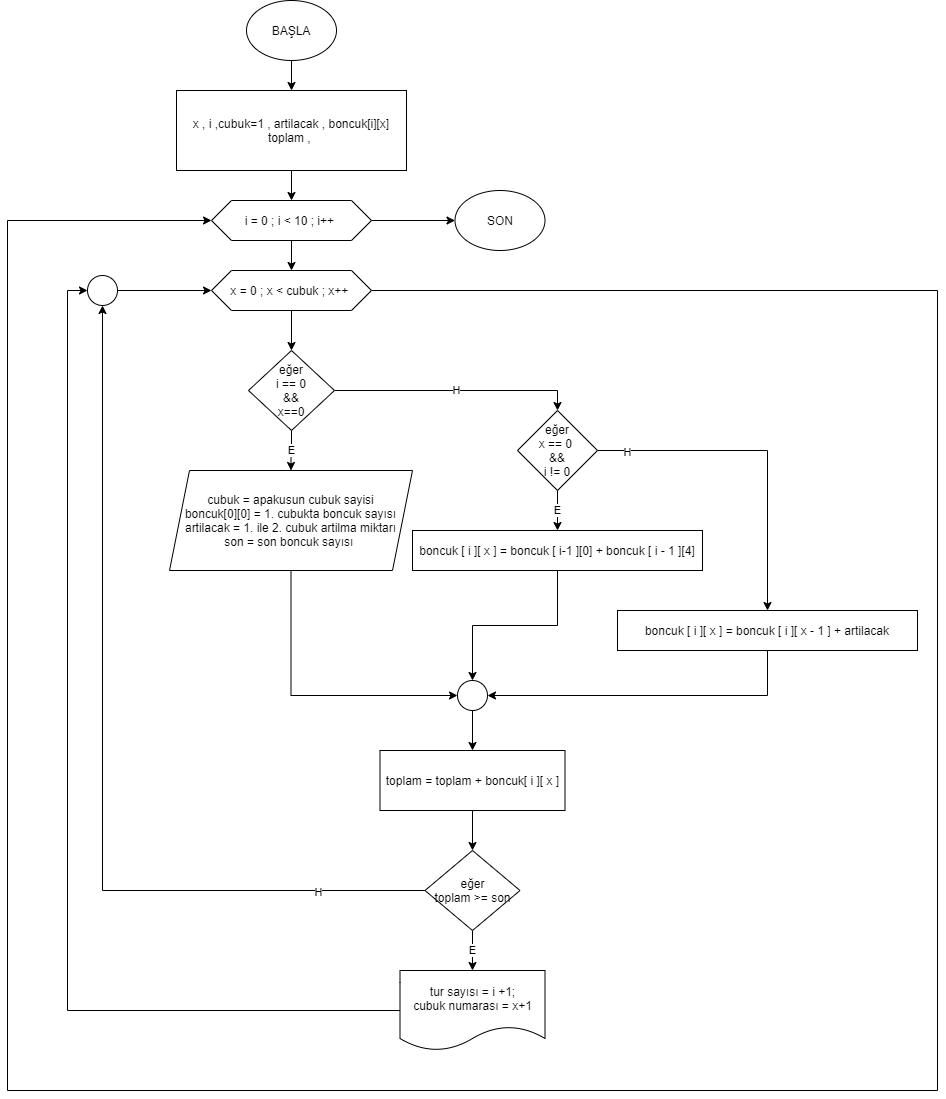 BAŞLA
x , i ,cubuk=1 , artilacak , boncuk[i][x]
toplam ,
i = 0 ; i < 10 ; i++
SON
x = 0 ; x < cubuk ; x++
eğer
i == 0
&&
x==0
H
eğer
x == 0
&&
i != 0
H
E
cubuk = apakusun cubuk sayisi
boncuk[0][0] = 1. cubukta boncuk sayısı
artilacak = 1. ile 2. cubuk artılma miktarı
son = son boncuk sayısı
E
boncuk [ i ][ x ] = boncuk [ i-1 ][0] + boncuk [ i - 1 ][4]
boncuk [ i ][ x ] = boncuk [ i ][ x - 1 ] + artilacak
toplam = toplam + boncuk[ i ][ x ]
eğer
toplam >= son
H
E
tur sayısı = i +1;
cubuk numarası = x+1